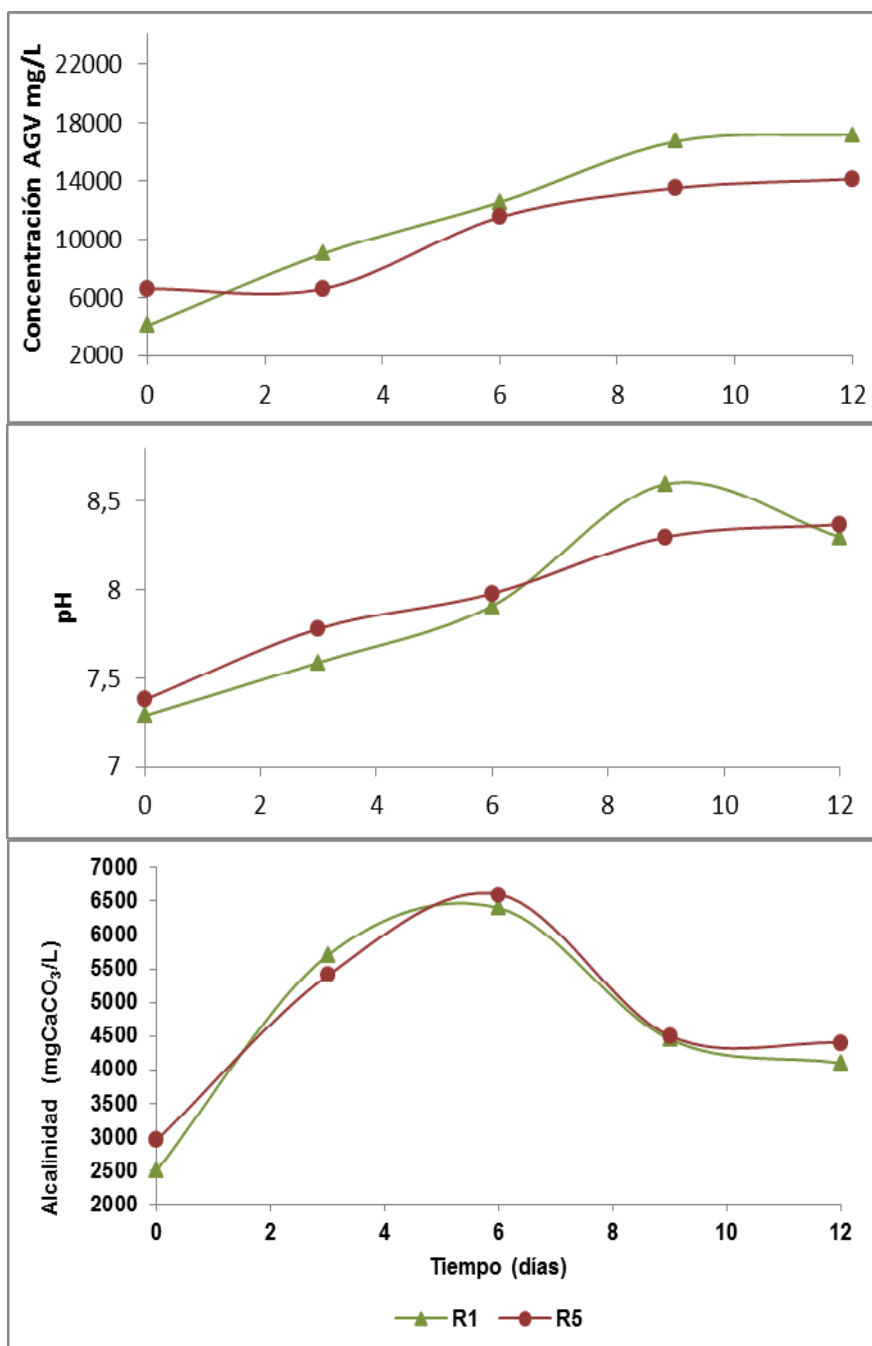 Concentración AGV mg/L
22000
18000
14000
10000
6000
2000
0 2 4 6 8 10 12
pH
8,5
8
7,5
7
0 2 4 6 8 10 12
Alcalinidad (mgCaCO₃/L)
7000
6500
6000
5500
5000
4500
4000
3500
3000
2500
2000
0 2 4 6 8 10 12
Tiempo (días)
R1 R5